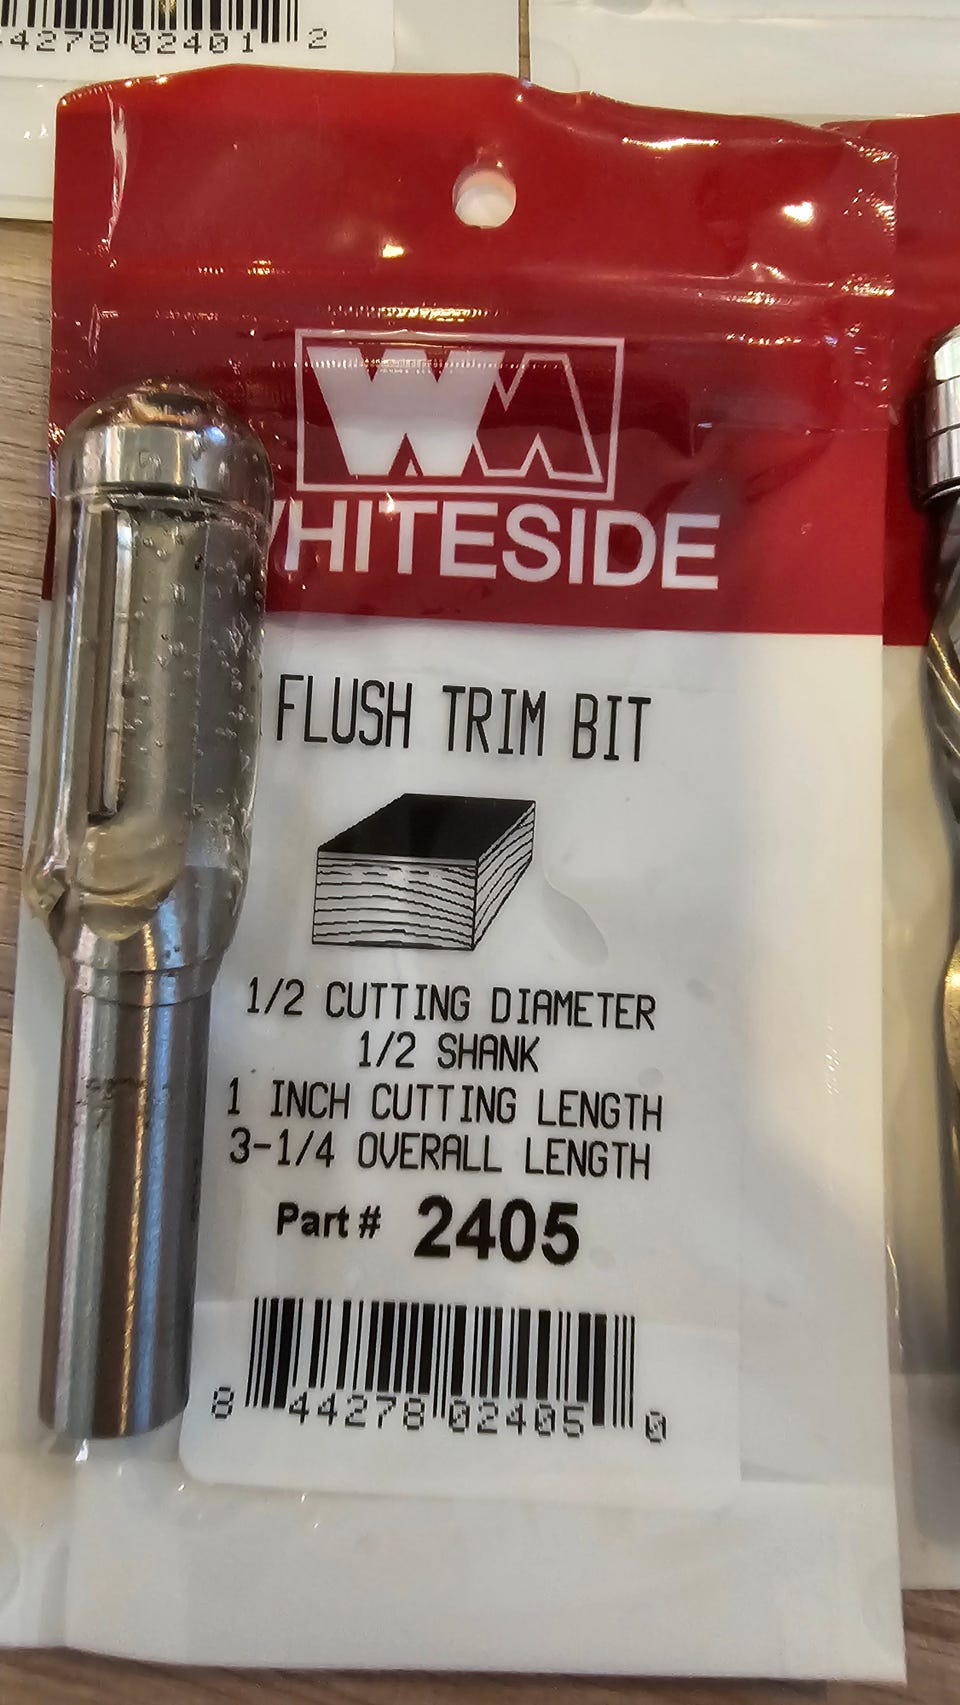 44278 02401 2
WHITESIDE
FLUSH TRIM BIT
1/2 CUTTING DIAMETER
1/2 SHANK
1 INCH CUTTING LENGTH
3-1/4 OVERALL LENGTH
Part # 2405
8 44278 02405 0